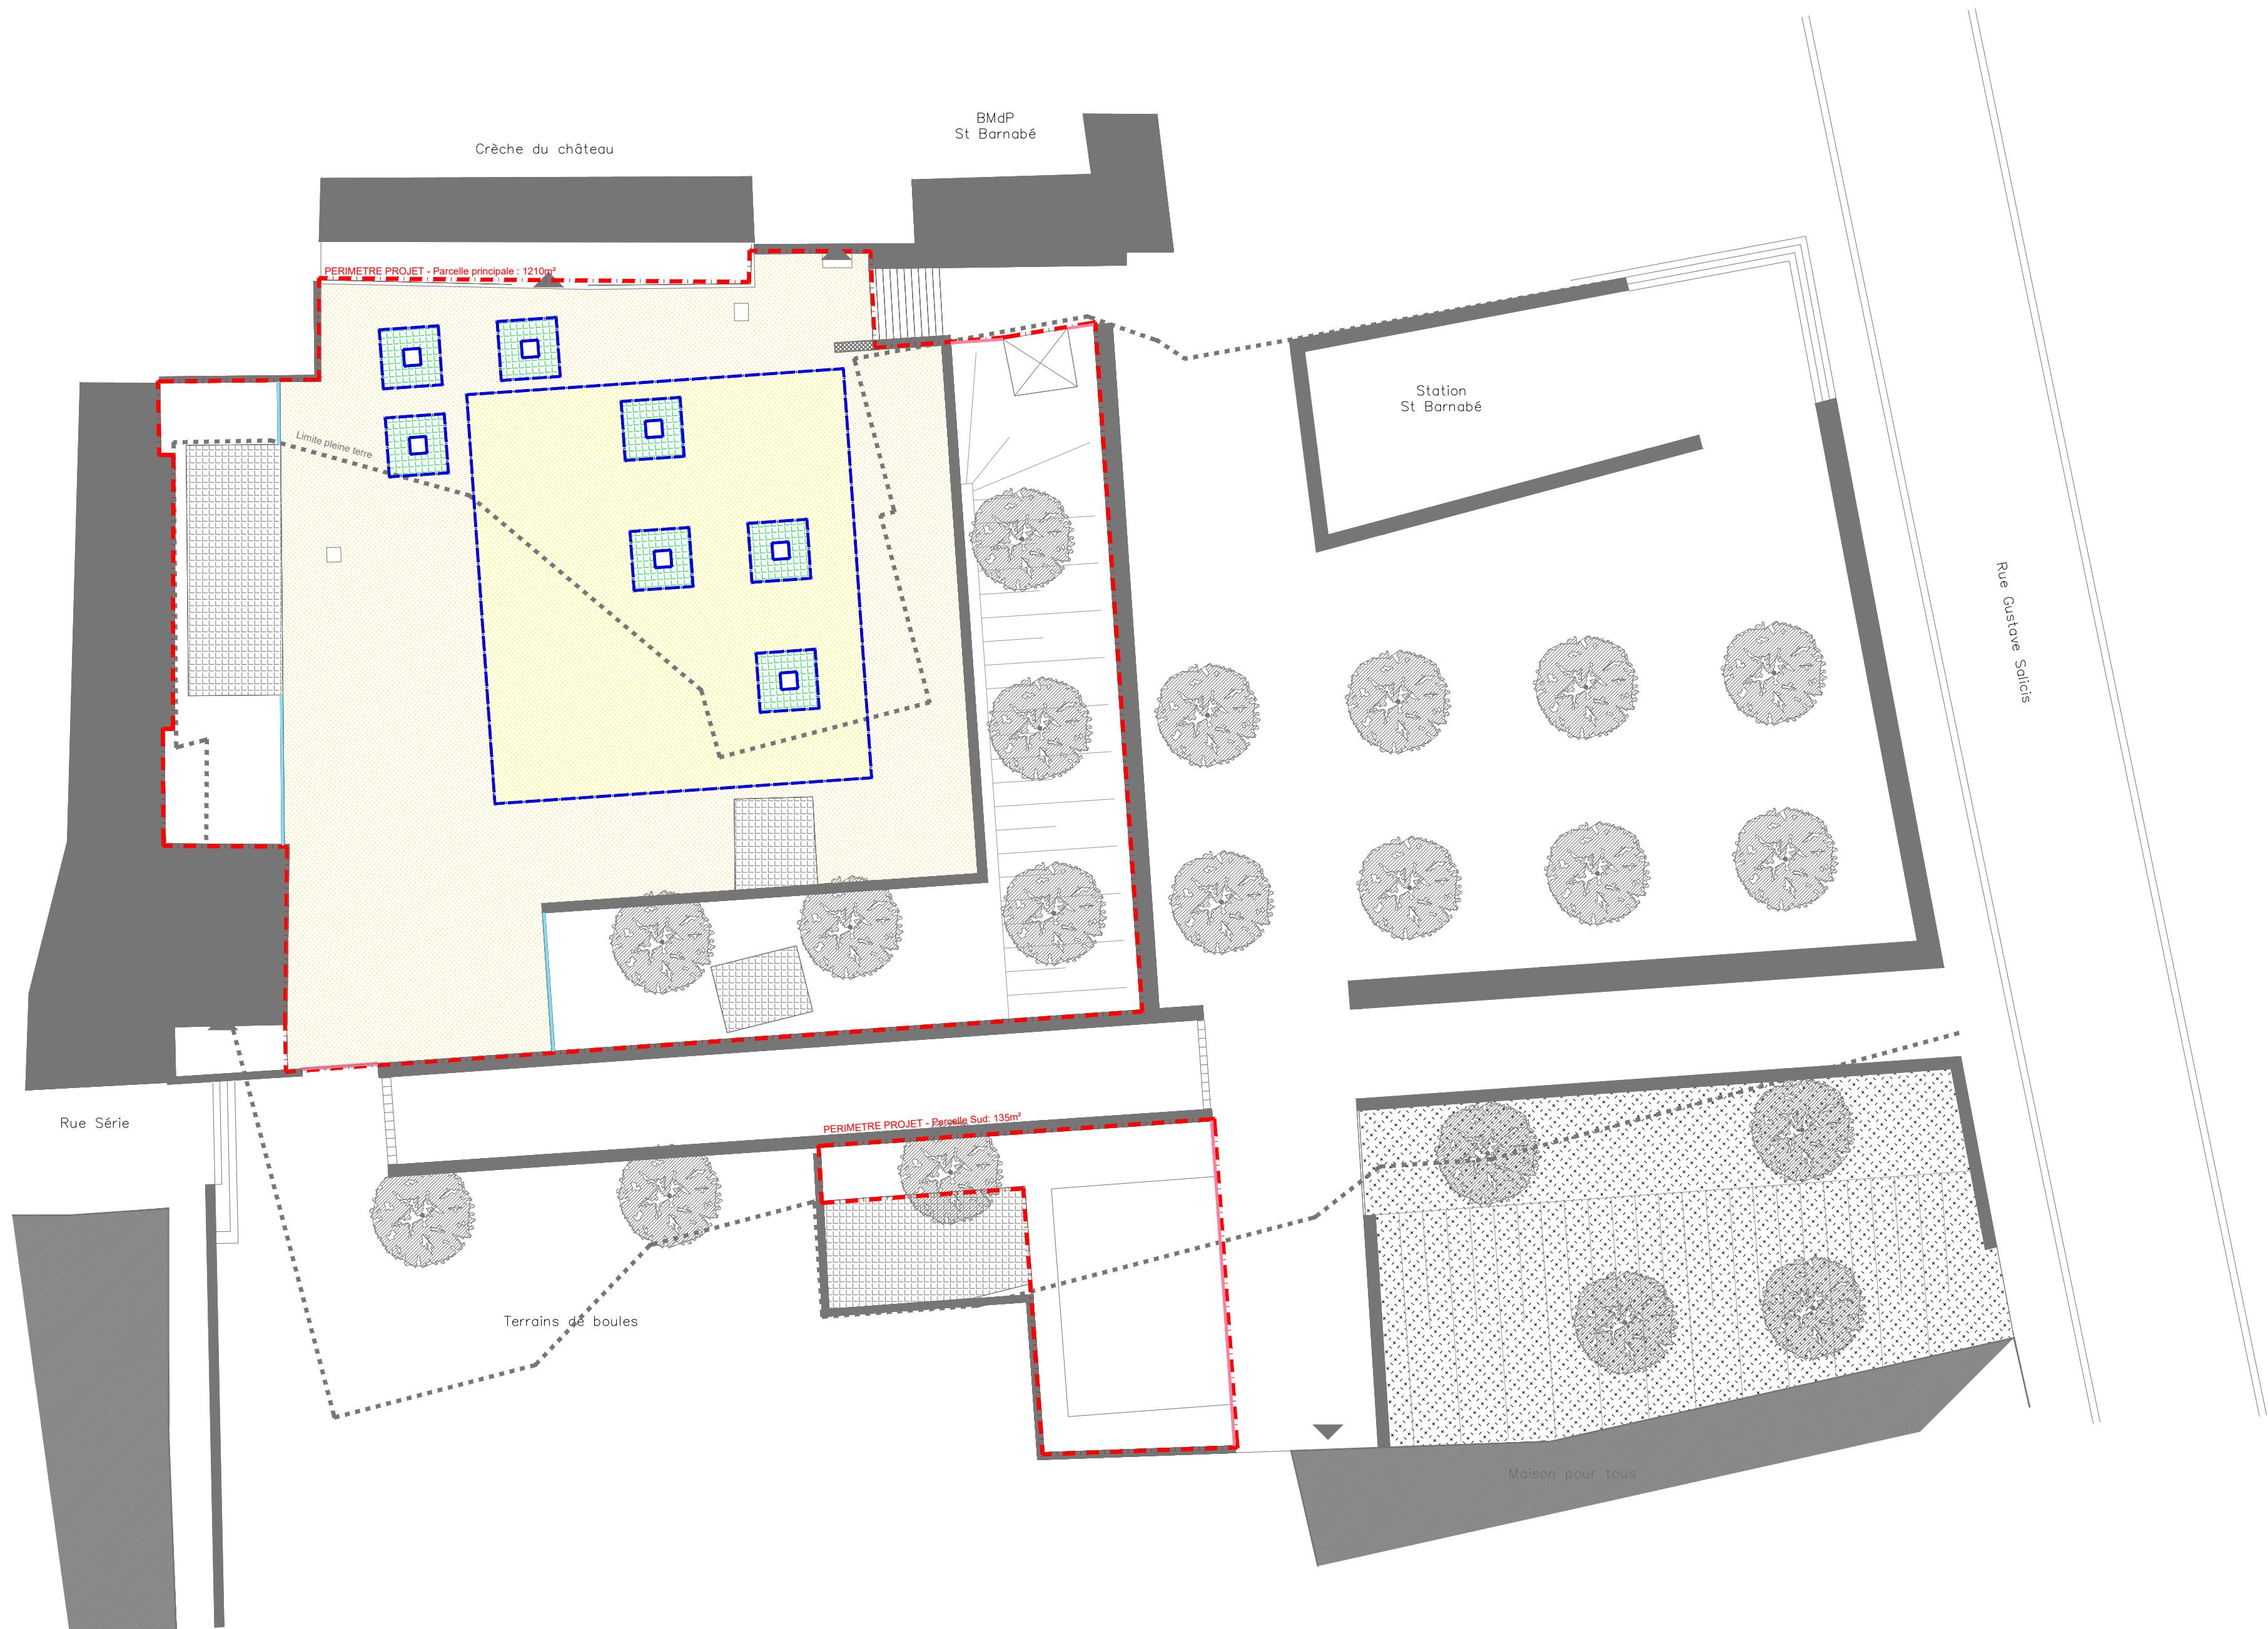 BMdP
St Barnabé
Crèche du château
PERIMETRE PROJET - Parcelle principale : 1210m²
Station
St Barnabé
Limite pleine terre
Rue Gustave Salicis
Rue Série
PERIMETRE PROJET - Parcelle Sud: 135m²
Terrains de boules
Maison pour tous